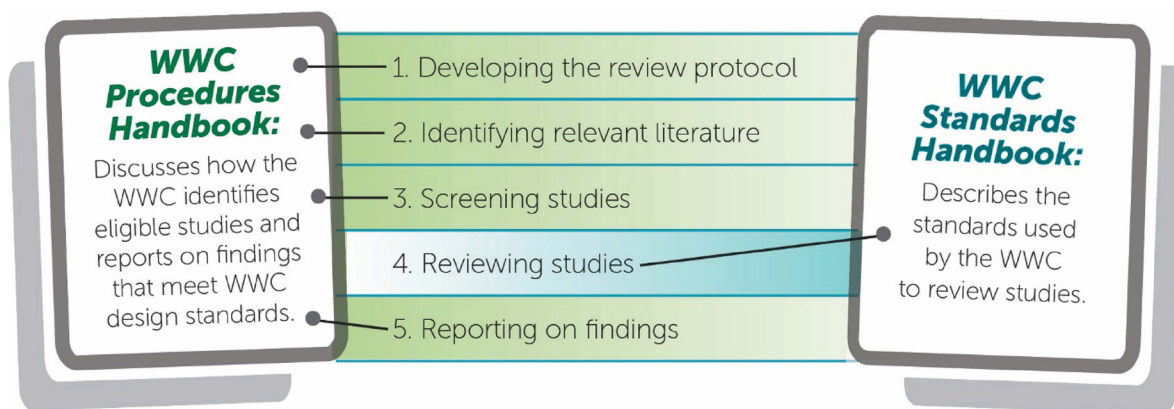 WWC
Procedures
Handbook:
Discusses how the
WWC identifies
eligible studies and
reports on findings
that meet WWC
design standards.
1. Developing the review protocol
2. Identifying relevant literature
3. Screening studies
4. Reviewing studies
5. Reporting on findings
WWC
Standards
Handbook:
Describes the
standards used
by the WWC
to review studies.